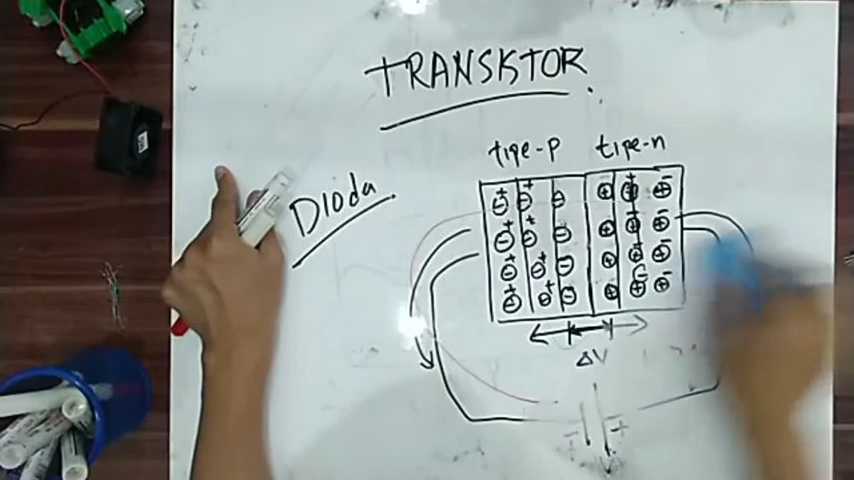 TRANSISTOR.
tipe-p tipe-n
Dioda
ΔV
- +